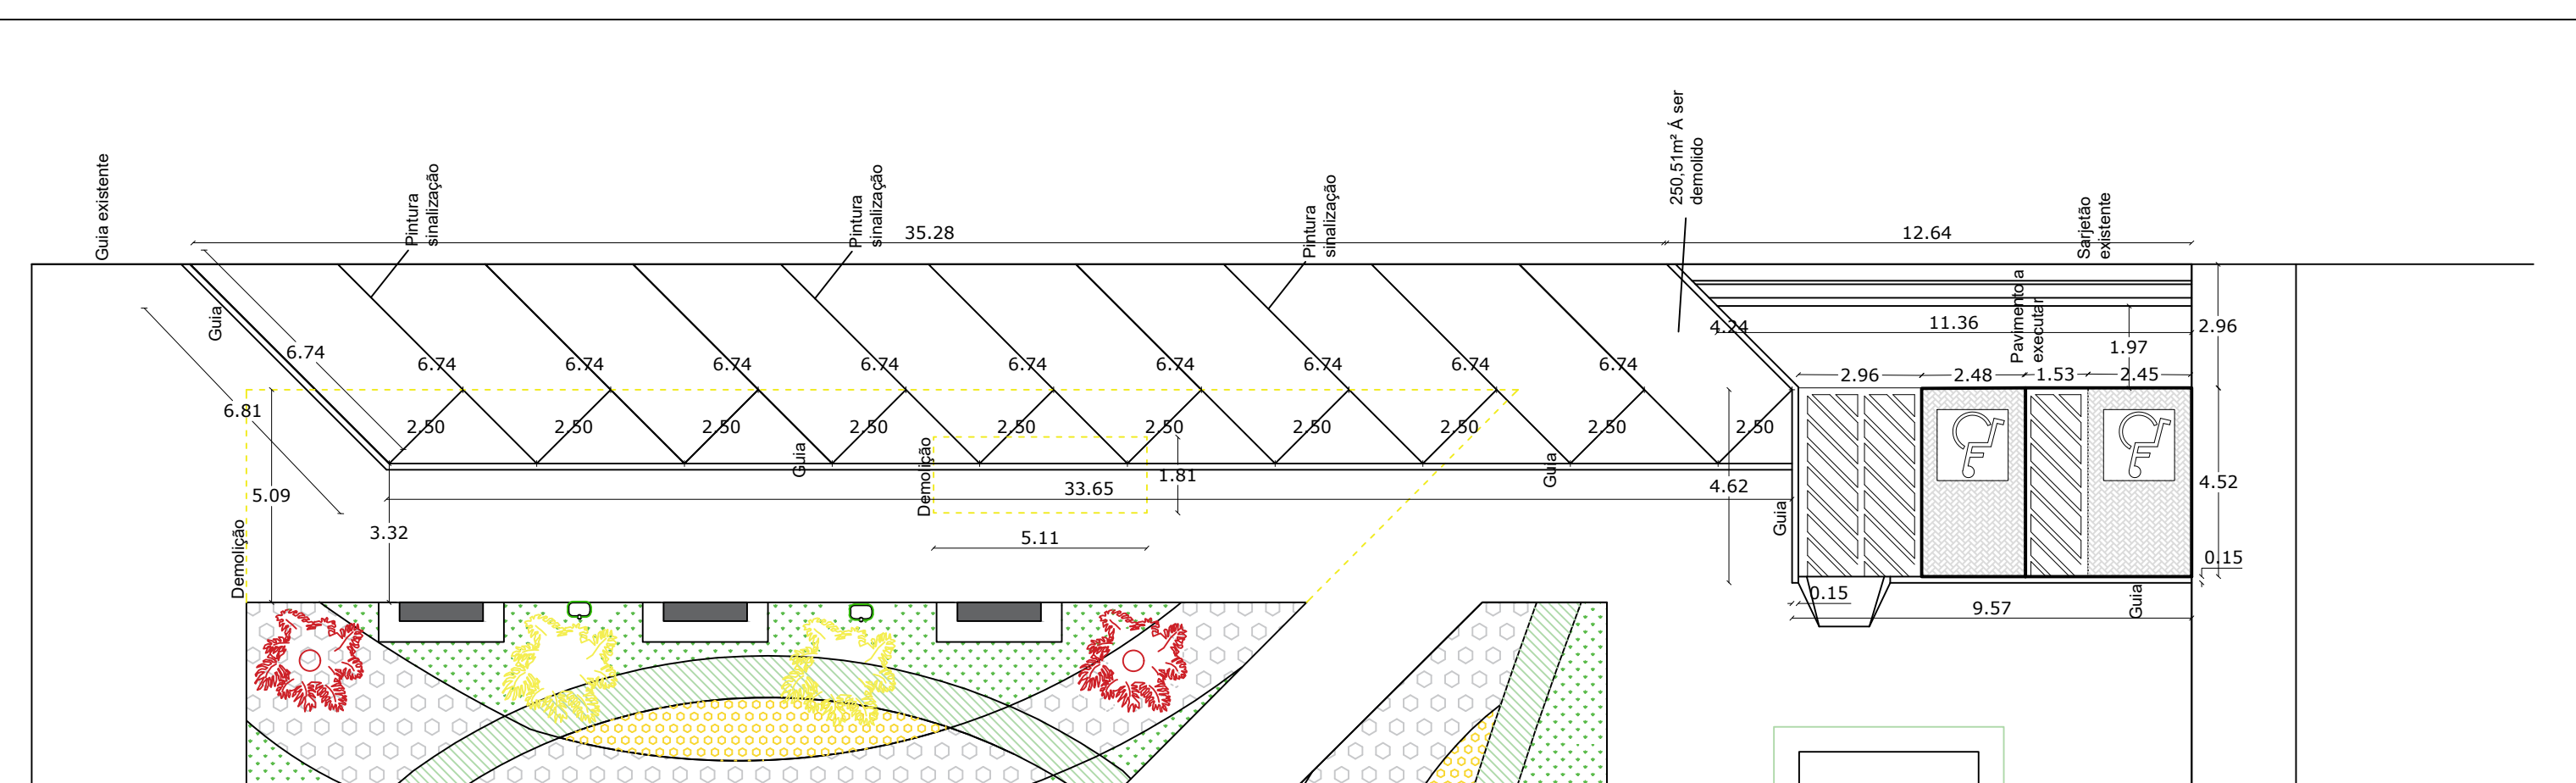 Guia existente
Pintura
sinalização
Pintura
sinalização
Pintura
sinalização
250,51m² Á ser
demolido
Sarjetão
existente
35.28
12.64
Guia
6.74
6.74
6.74
6.74
6.74
6.74
6.74
6.74
6.74
6.74
4.24
11.36
Pavimento a
executar
2.96
1.97
2.96
2.48
1.53
2.45
6.81
2.50
2.50
2.50
2.50
2.50
2.50
2.50
2.50
2.50
2.50
Guia
Demolição
Guia
1.81
33.65
4.62
4.52
5.09
3.32
5.11
Demolição
Guia
0.15
0.15
9.57
Guia